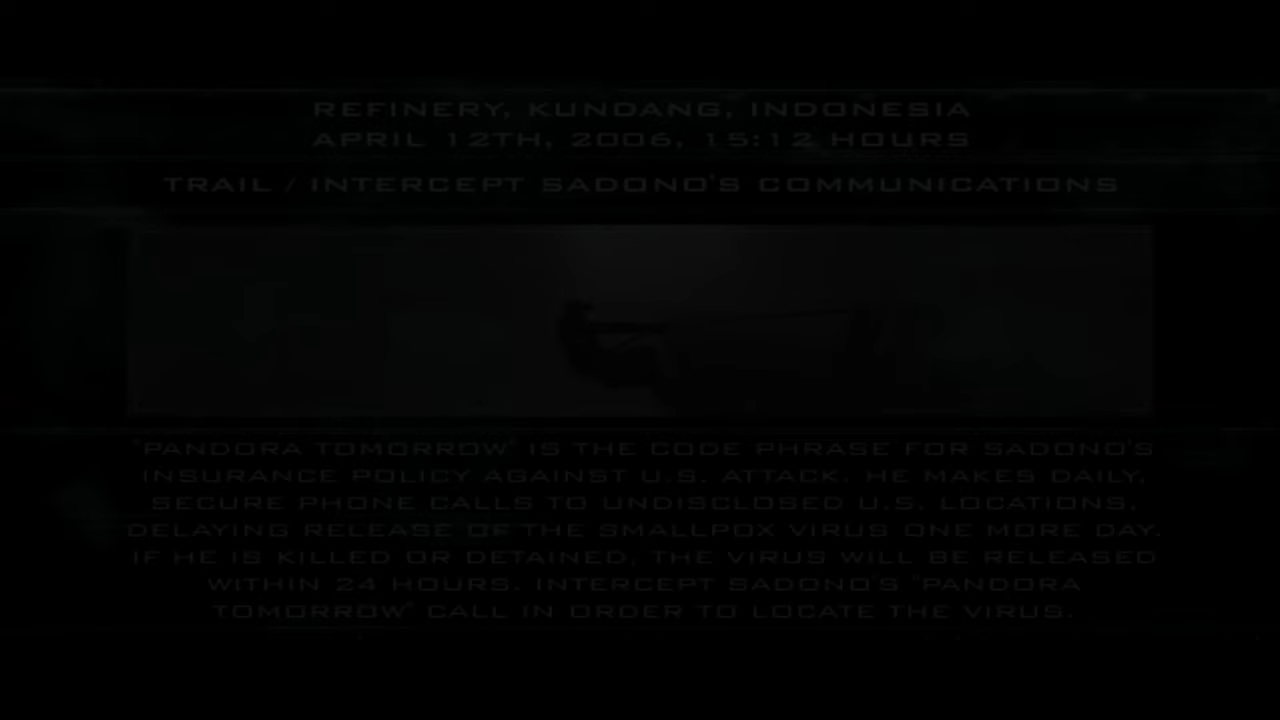 REFINERY, KUNDANG, INDONESIA
APRIL 12TH, 2006, 15:12 HOURS
TRAIL / INTERCEPT SADONO'S COMMUNICATIONS
"PANDORA TOMORROW" IS THE CODE PHRASE FOR SADONO'S
INSURANCE POLICY AGAINST U.S. ATTACK. HE MAKES DAILY,
SECURE PHONE CALLS TO UNDISCLOSED U.S. LOCATIONS,
DELAYING RELEASE OF THE SMALLPOX VIRUS ONE MORE DAY.
IF HE IS KILLED OR DETAINED, THE VIRUS WILL BE RELEASED
WITHIN 24 HOURS. INTERCEPT SADONO'S "PANDORA
TOMORROW" CALL IN ORDER TO LOCATE THE VIRUS.